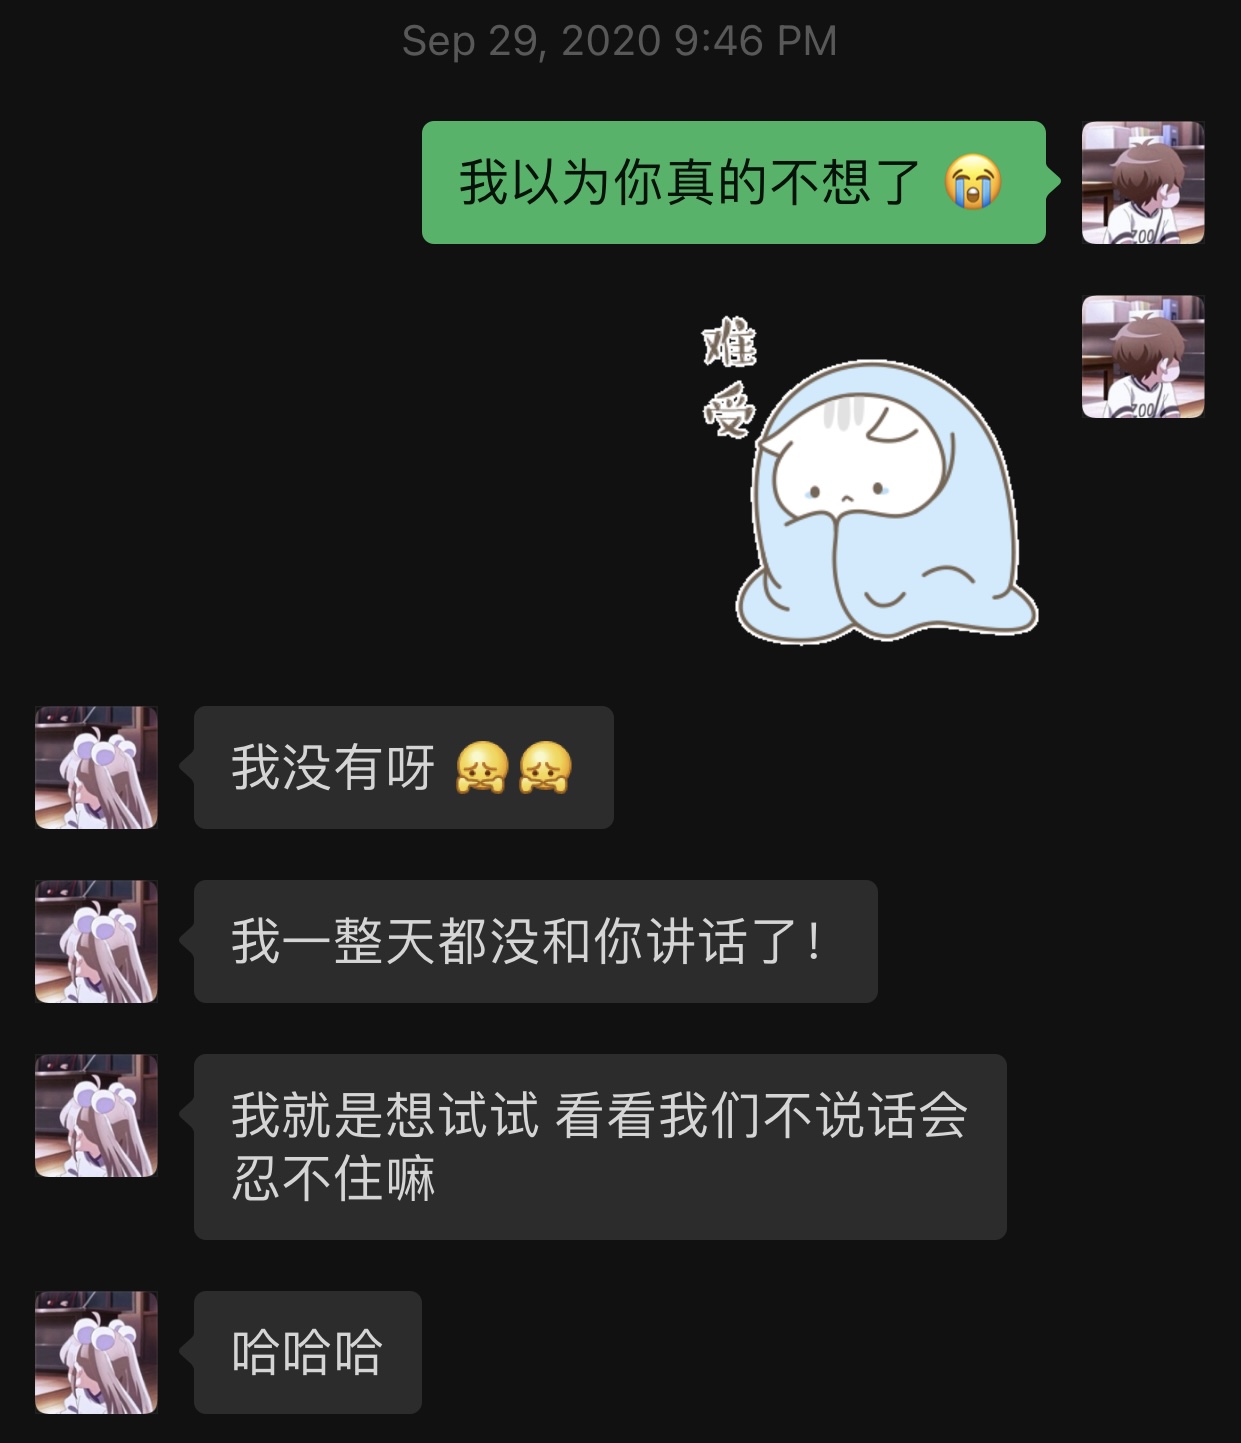 Sep 29, 2020 9:46 PM
我以为你真的不想了 😭
ZOO
难
受
ZOO
我没有呀
我一整天都没和你讲话了！
我就是想试试 看看我们不说话会
忍不住嘛
哈哈哈